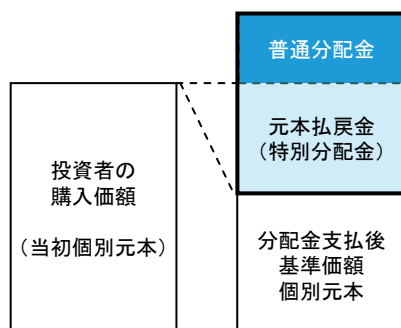 普通分配金
元本払戻金
（特別分配金）
投資者の
購入価額
（当初個別元本）
分配金支払後
基準価額
個別元本